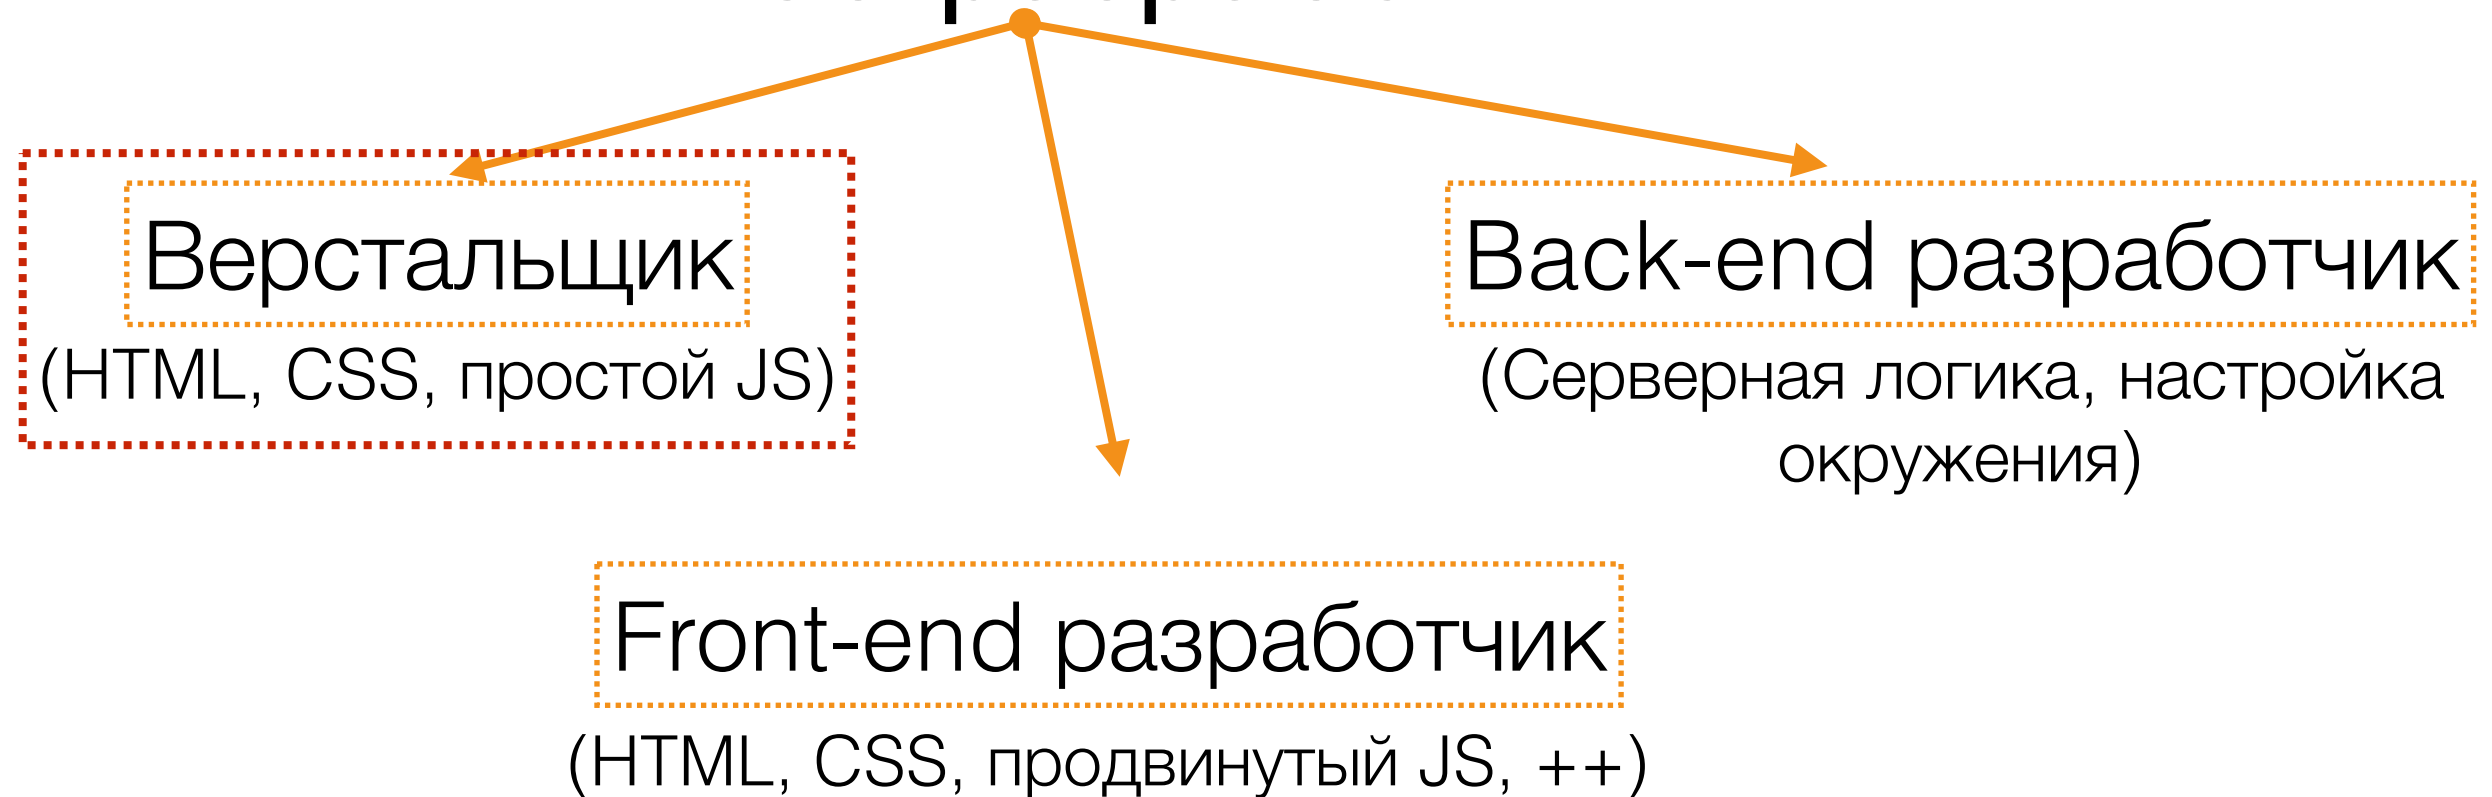 Верстальщик
(HTML, CSS, простой JS)
Back-end разработчик
(Серверная логика, настройка
окружения)
Front-end разработчик
(HTML, CSS, продвинутый JS, ++)